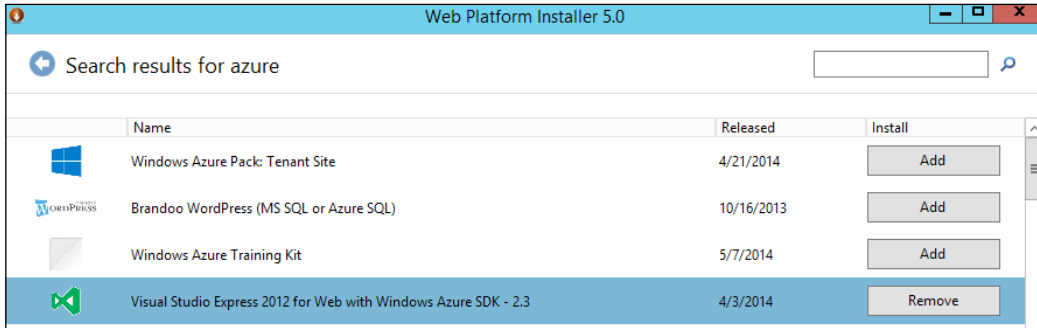 Web Platform Installer 5.0
Search results for azure
Name Released Install
Windows Azure Pack: Tenant Site 4/21/2014 Add
WORDPRESS Brandoo WordPress (MS SQL or Azure SQL) 10/16/2013 Add
Windows Azure Training Kit 5/7/2014 Add
Visual Studio Express 2012 for Web with Windows Azure SDK - 2.3 4/3/2014 Remove